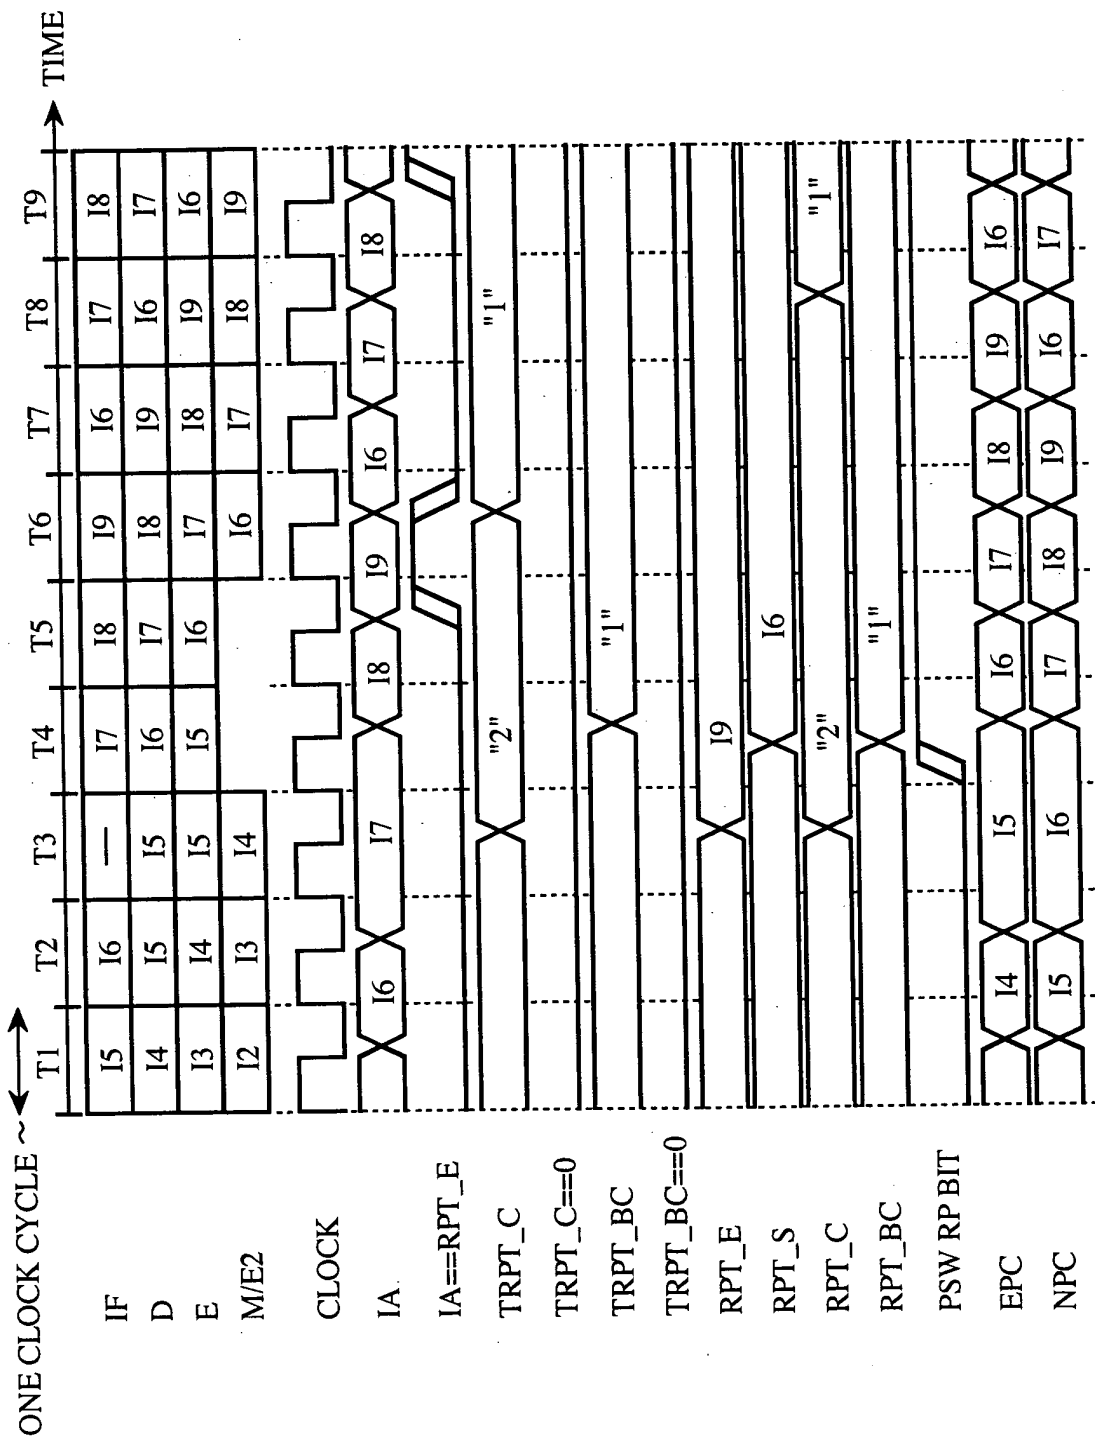 ONE CLOCK CYCLE ~
T1 T2 T3 T4 T5 T6 T7 T8 T9 TIME
IF I5 I6 — I7 I8 I9 I6 I7 I8
D I4 I5 I5 I6 I7 I8 I9 I6 I7
E I3 I4 I5 I5 I6 I7 I8 I9 I6
M/E2 I2 I3 I4 I6 I7 I8 I9
CLOCK
IA I6 I7 I8 I9 I6 I7 I8
IA==RPT_E
TRPT_C "2" "1"
TRPT_C==0
TRPT_BC "1"
TRPT_BC==0
RPT_E I9
RPT_S I6
RPT_C "2" "1"
RPT_BC "1"
PSW RP BIT
EPC I4 I5 I6 I7 I8 I9 I6
NPC I5 I6 I7 I8 I9 I6 I7